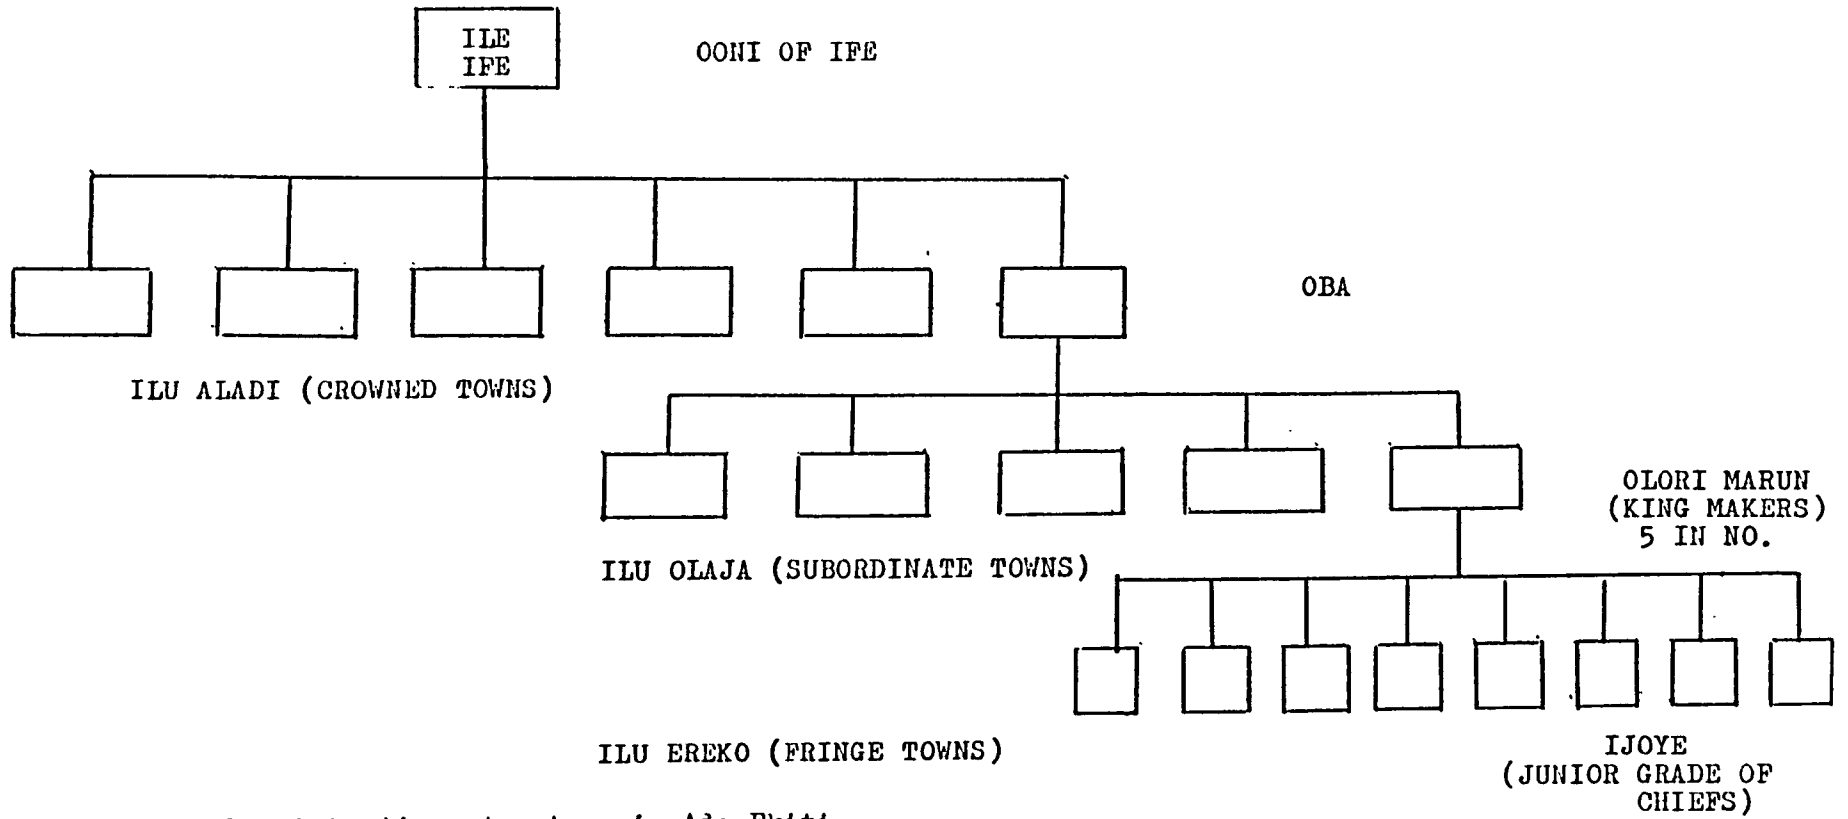 ILE
IFE
OONI OF IFE
OBA
ILU ALADI (CROWNED TOWNS)
OLORI MARUN
(KING MAKERS)
5 IN NO.
ILU OLAJA (SUBORDINATE TOWNS)
ILU EREKO (FRINGE TOWNS)
IJOYE
(JUNIOR GRADE OF
CHIEFS)